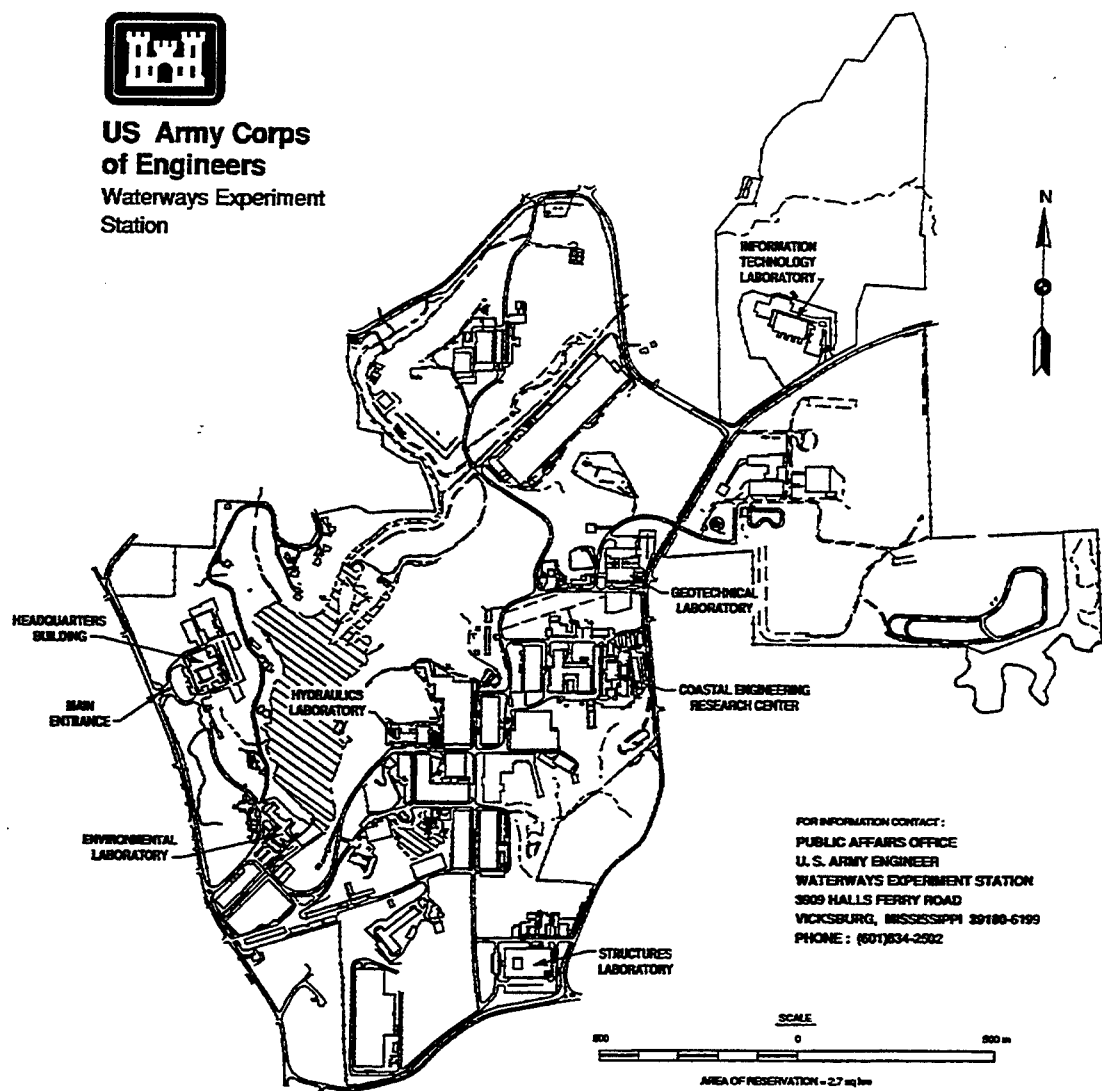 US Army Corps
of Engineers
Waterways Experiment
Station
N
INFORMATION
TECHNOLOGY
LABORATORY
GEOTECHNICAL
LABORATORY
HEADQUARTERS
BUILDING
MAIN
ENTRANCE
HYDRAULICS
LABORATORY
COASTAL ENGINEERING
RESEARCH CENTER
ENVIRONMENTAL
LABORATORY
STRUCTURES
LABORATORY
FOR INFORMATION CONTACT :
PUBLIC AFFAIRS OFFICE
U. S. ARMY ENGINEER
WATERWAYS EXPERIMENT STATION
3909 HALLS FERRY ROAD
VICKSBURG, MISSISSIPPI 39180-6199
PHONE : (601)634-2502
SCALE
500 0 500 m
AREA OF RESERVATION = 2.7 sq km